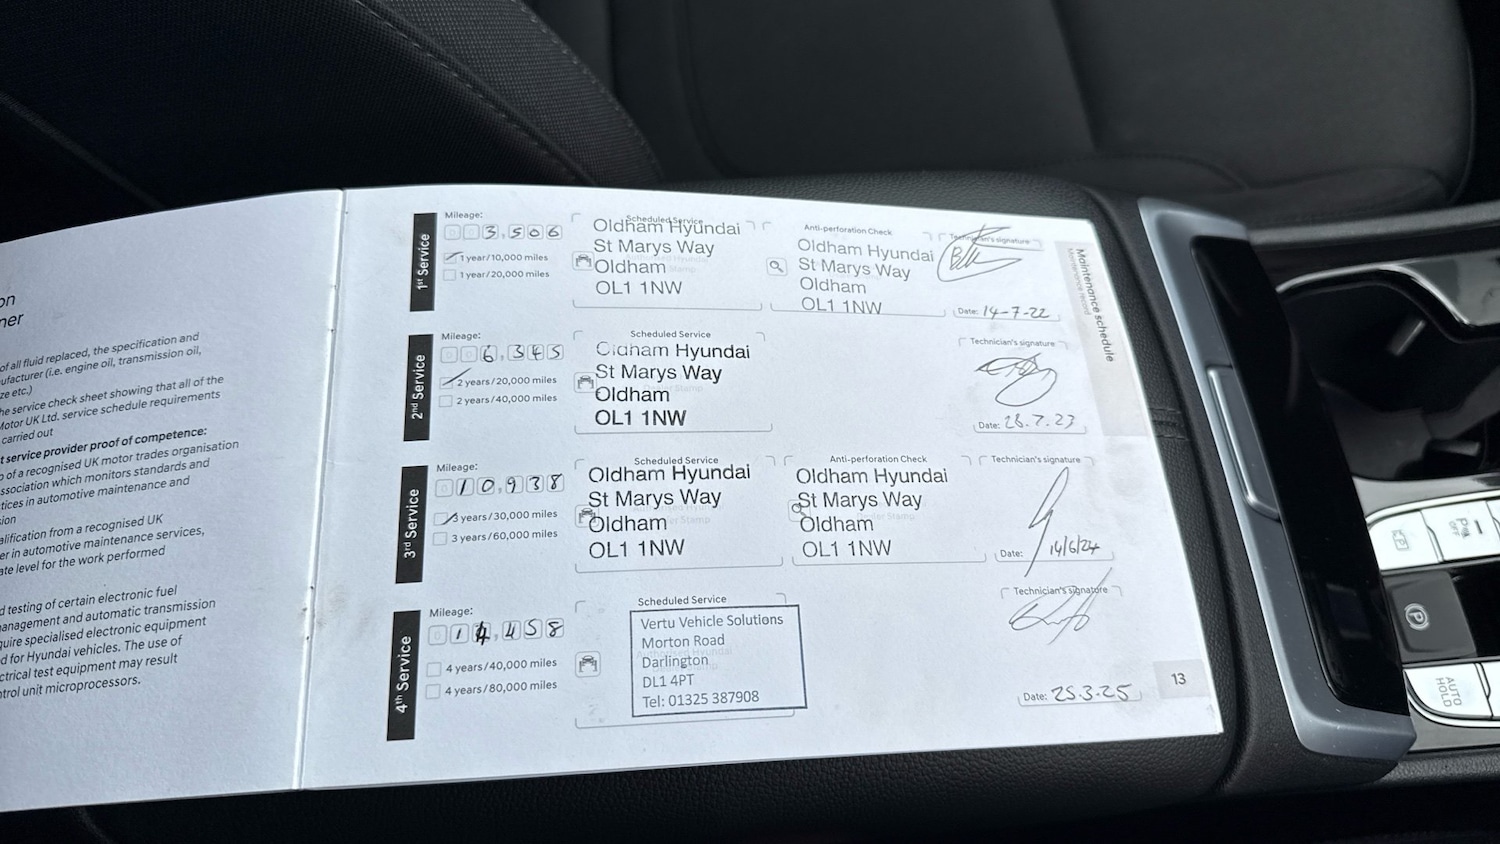 on
ner
of all fluid replaced, the specification and
ufacturer (i.e. engine oil, transmission oil,
ze etc.)
he service check sheet showing that all of the
Motor UK Ltd. service schedule requirements
carried out
t service provider proof of competence:
of a recognised UK motor trades organisation
ssociation which monitors standards and
tices in automotive maintenance and
ion
alification from a recognised UK
er in automotive maintenance services,
ate level for the work performed
d testing of certain electronic fuel
anagement and automatic transmission
quire specialised electronic equipment
d for Hyundai vehicles. The use of
ctrical test equipment may result
ntrol unit microprocessors.
Maintenance schedule
Maintenance record
1st Service
Mileage:
3,506
1 year/10,000 miles
1 year/20,000 miles
Scheduled Service
Oldham Hyundai
St Marys Way
Oldham
OL1 1NW
Anti-perforation Check
Oldham Hyundai
St Marys Way
Oldham
OL1 1NW
Technician's signature
Date: 14-7-22
2nd Service
Mileage:
6,345
2 years/20,000 miles
2 years/40,000 miles
Scheduled Service
Oldham Hyundai
St Marys Way
Oldham
OL1 1NW
Technician's signature
Date: 28.7.23
3rd Service
Mileage:
10,938
3 years/30,000 miles
3 years/60,000 miles
Scheduled Service
Oldham Hyundai
St Marys Way
Oldham
OL1 1NW
Anti-perforation Check
Oldham Hyundai
St Marys Way
Oldham
OL1 1NW
Technician's signature
Date: 14/6/24
4th Service
Mileage:
14,458
4 years/40,000 miles
4 years/80,000 miles
Scheduled Service
Vertu Vehicle Solutions
Morton Road
Darlington
DL1 4PT
Tel: 01325 387908
Technician's signature
Date: 25.3.25
13
P
OFF
P
AUTO
HOLD